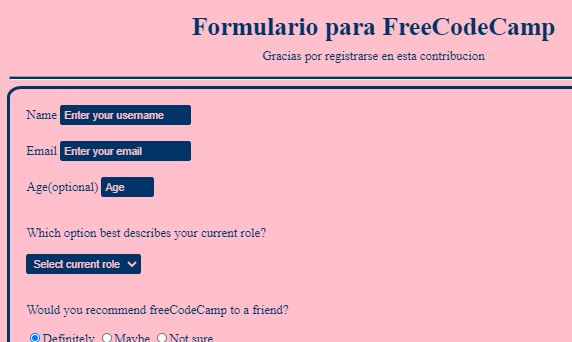 Formulario para FreeCodeCamp
Gracias por registrarse en esta contribucion
Name Enter your username
Email Enter your email
Age(optional) Age
Which option best describes your current role?
Select current role
Would you recommend freeCodeCamp to a friend?
Definitely Maybe Not sure